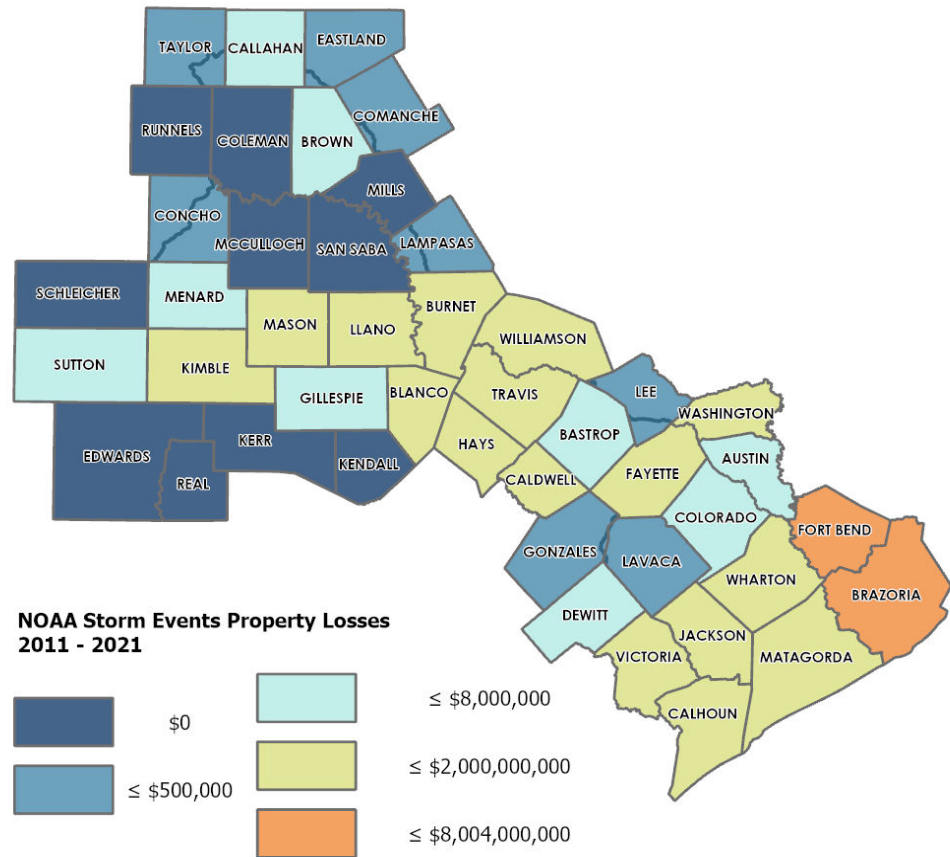 TAYLOR
CALLAHAN
EASTLAND
COMANCHE
RUNNELS
COLEMAN
BROWN
MILLS
CONCHO
MCCULLOCH
SAN SABA
LAMPASAS
SCHLEICHER
MENARD
MASON
LLANO
BURNET
WILLIAMSON
SUTTON
KIMBLE
GILLESPIE
BLANCO
TRAVIS
LEE
WASHINGTON
EDWARDS
REAL
KERR
KENDALL
HAYS
BASTROP
CALDWELL
FAYETTE
AUSTIN
COLORADO
FORT BEND
GONZALES
LAVACA
WHARTON
BRAZORIA
DEWITT
VICTORIA
JACKSON
MATAGORDA
CALHOUN
NOAA Storm Events Property Losses
2011 - 2021
$0
≤ $500,000
≤ $8,000,000
≤ $2,000,000,000
≤ $8,004,000,000